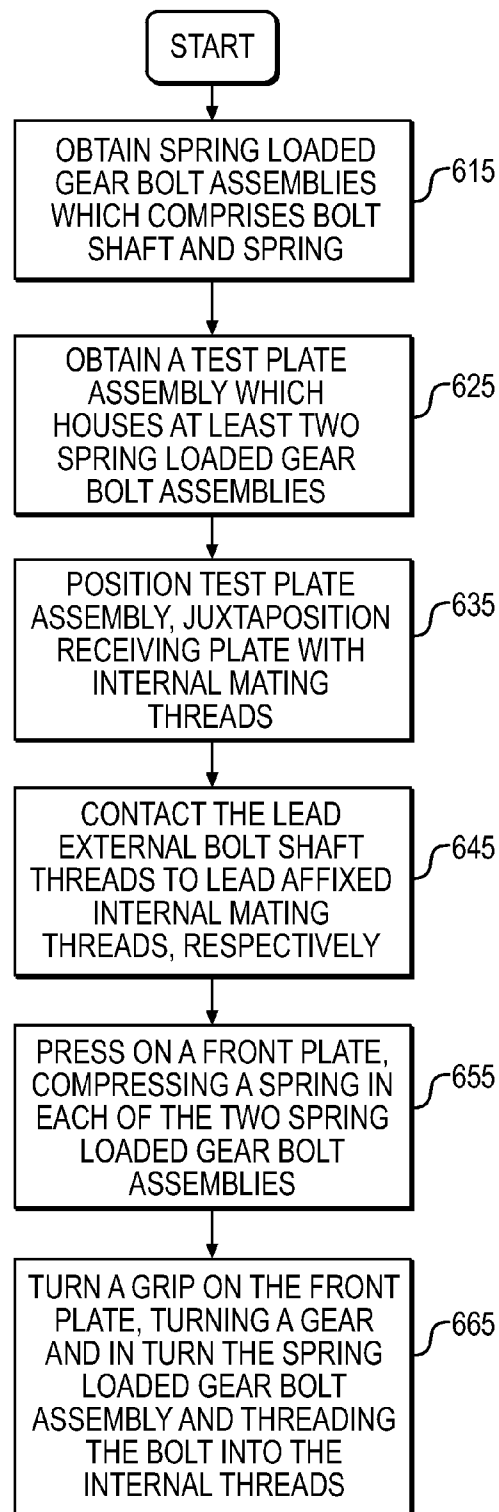 START
OBTAIN SPRING LOADED
GEAR BOLT ASSEMBLIES
WHICH COMPRISES BOLT
SHAFT AND SPRING
615
OBTAIN A TEST PLATE
ASSEMBLY WHICH
HOUSES AT LEAST TWO
SPRING LOADED GEAR
BOLT ASSEMBLIES
625
POSITION TEST PLATE
ASSEMBLY, JUXTAPOSITION
RECEIVING PLATE WITH
INTERNAL MATING
THREADS
635
CONTACT THE LEAD
EXTERNAL BOLT SHAFT
THREADS TO LEAD AFFIXED
INTERNAL MATING
THREADS, RESPECTIVELY
645
PRESS ON A FRONT PLATE,
COMPRESSING A SPRING IN
EACH OF THE TWO SPRING
LOADED GEAR BOLT
ASSEMBLIES
655
TURN A GRIP ON THE FRONT
PLATE, TURNING A GEAR
AND IN TURN THE SPRING
LOADED GEAR BOLT
ASSEMBLY AND THREADING
THE BOLT INTO THE
INTERNAL THREADS
665